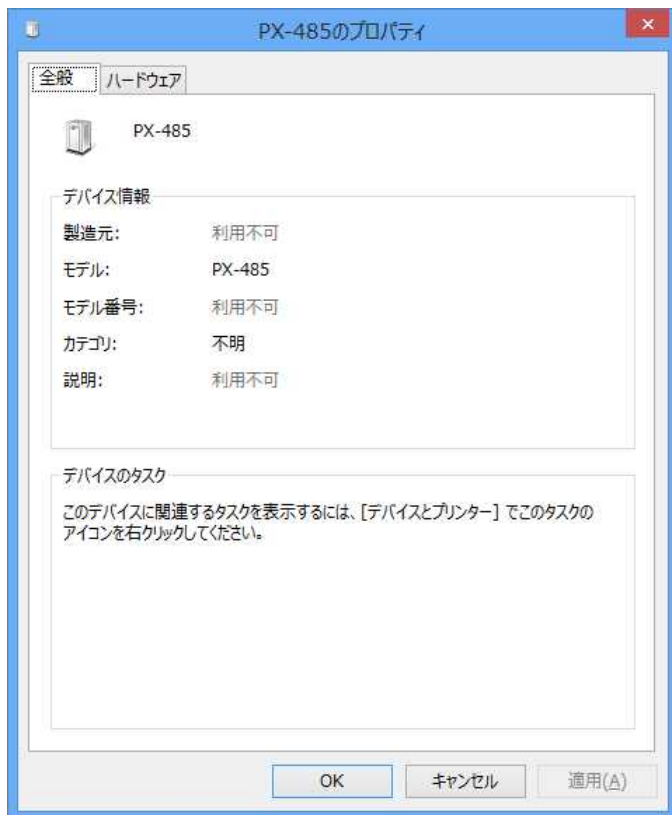 PX-485のプロパティ
全般
ハードウェア
PX-485
デバイス情報
製造元: 利用不可
モデル: PX-485
モデル番号: 利用不可
カテゴリ: 不明
説明: 利用不可
デバイスのタスク
このデバイスに関連するタスクを表示するには、[デバイスとプリンター] でこのタスクの
アイコンを右クリックしてください。
OK
キャンセル
適用(A)